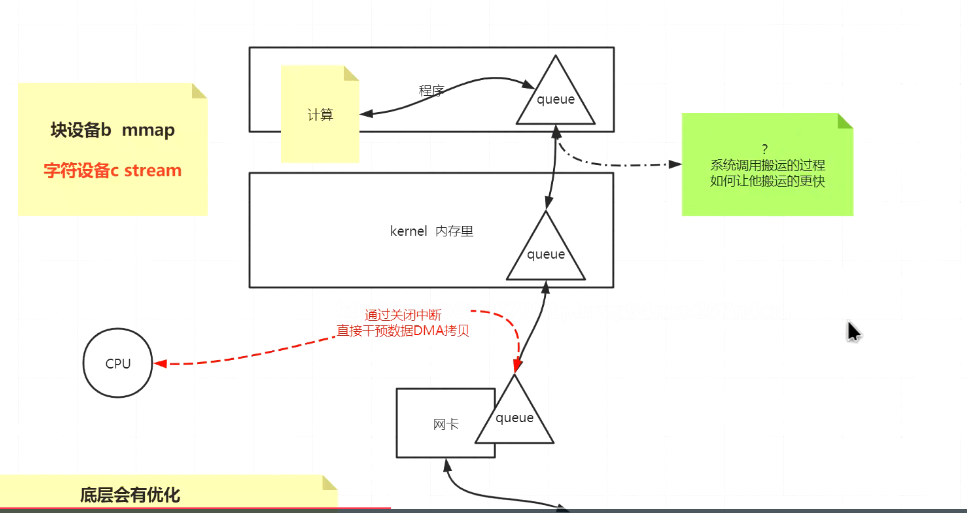 块设备b mmap
字符设备c stream
计算
程序
queue
?
系统调用搬运的过程
如何让他搬运的更快
kernel 内存里
queue
通过关闭中断
直接干预数据DMA拷贝
CPU
网卡
queue
底层会有优化